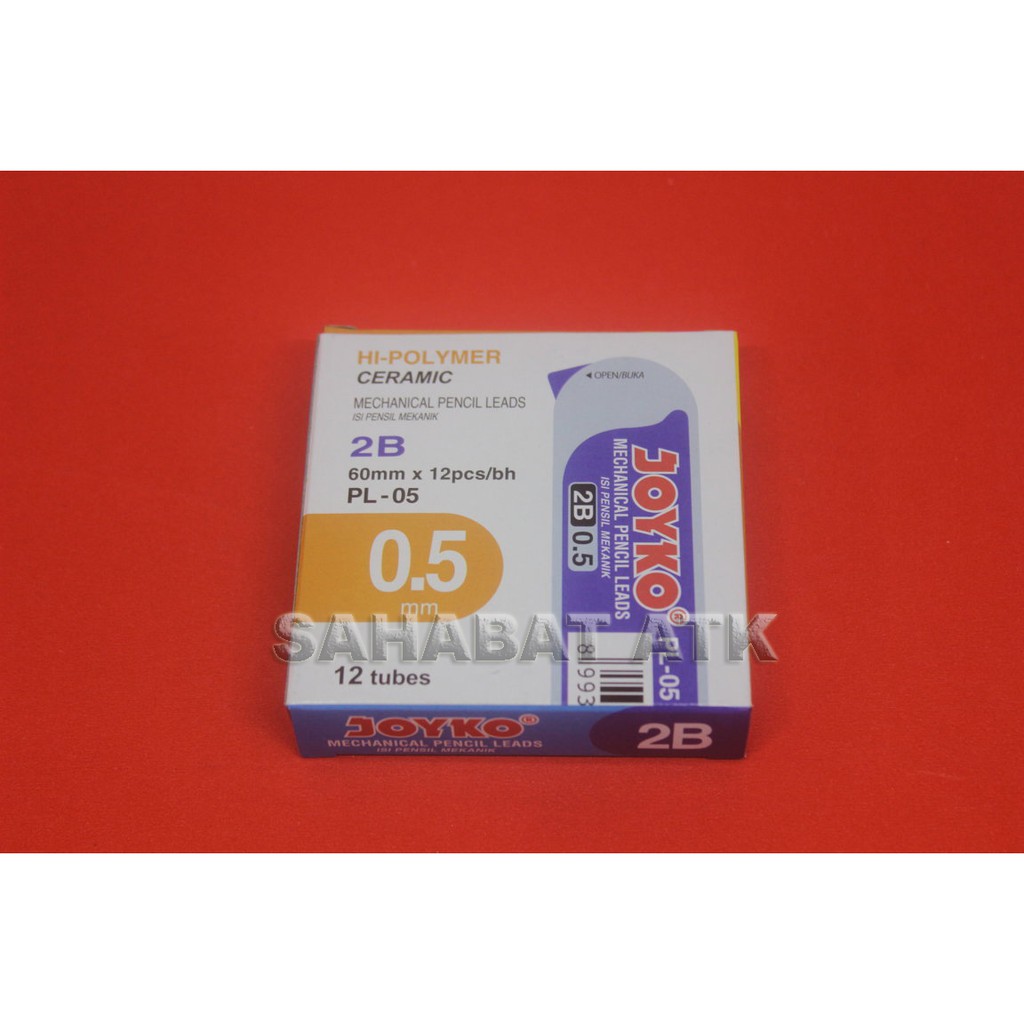 HI-POLYMER
CERAMIC
MECHANICAL PENCIL LEADS
ISI PENSIL MEKANIK
2B
60mm x 12pcs/bh
PL-05
0.5
mm
12 tubes
OPEN/BUKA
JOYKO®
MECHANICAL PENCIL LEADS
ISI PENSIL MEKANIK
2B 0.5
PL-05
8 1993
SAHABAT ATK
JOYKO®
MECHANICAL PENCIL LEADS
ISI PENSIL MEKANIK
2B